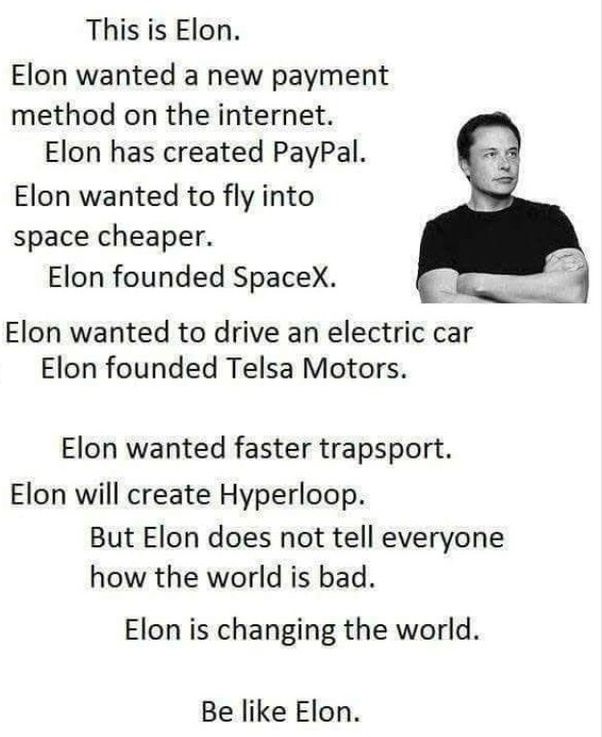 This is Elon.
Elon wanted a new payment
method on the internet.
Elon has created PayPal.
Elon wanted to fly into
space cheaper.
Elon founded SpaceX.
Elon wanted to drive an electric car
Elon founded Telsa Motors.
Elon wanted faster trapsport.
Elon will create Hyperloop.
But Elon does not tell everyone
how the world is bad.
Elon is changing the world.
Be like Elon.